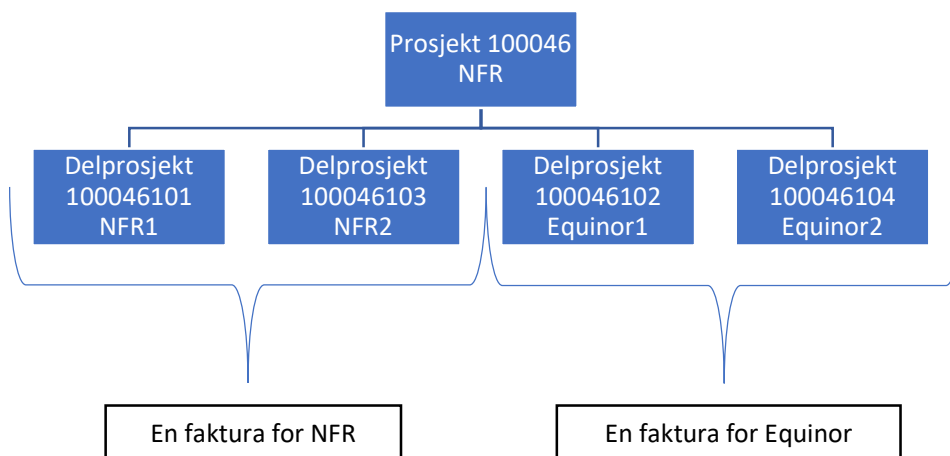 Prosjekt 100046
NFR
Delprosjekt
100046101
NFR1
Delprosjekt
100046103
NFR2
Delprosjekt
100046102
Equinor1
Delprosjekt
100046104
Equinor2
En faktura for NFR
En faktura for Equinor